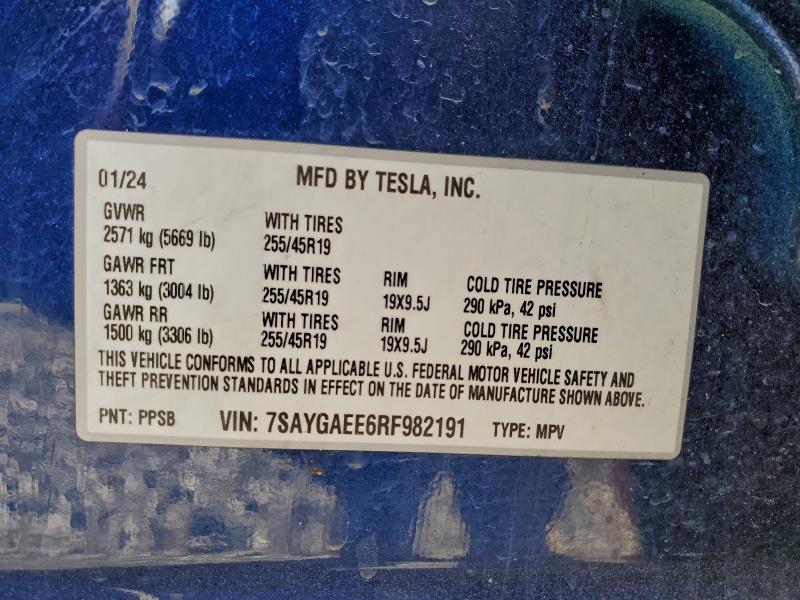 01/24 MFD BY TESLA, INC.
GVWR WITH TIRES
2571 kg (5669 lb) 255/45R19
GAWR FRT WITH TIRES RIM COLD TIRE PRESSURE
1363 kg (3004 lb) 255/45R19 19X9.5J 290 kPa, 42 psi
GAWR RR WITH TIRES RIM COLD TIRE PRESSURE
1500 kg (3306 lb) 255/45R19 19X9.5J 290 kPa, 42 psi
THIS VEHICLE CONFORMS TO ALL APPLICABLE U.S. FEDERAL MOTOR VEHICLE SAFETY AND
THEFT PREVENTION STANDARDS IN EFFECT ON THE DATE OF MANUFACTURE SHOWN ABOVE.
PNT: PPSB VIN: 7SAYGAEE6RF982191 TYPE: MPV